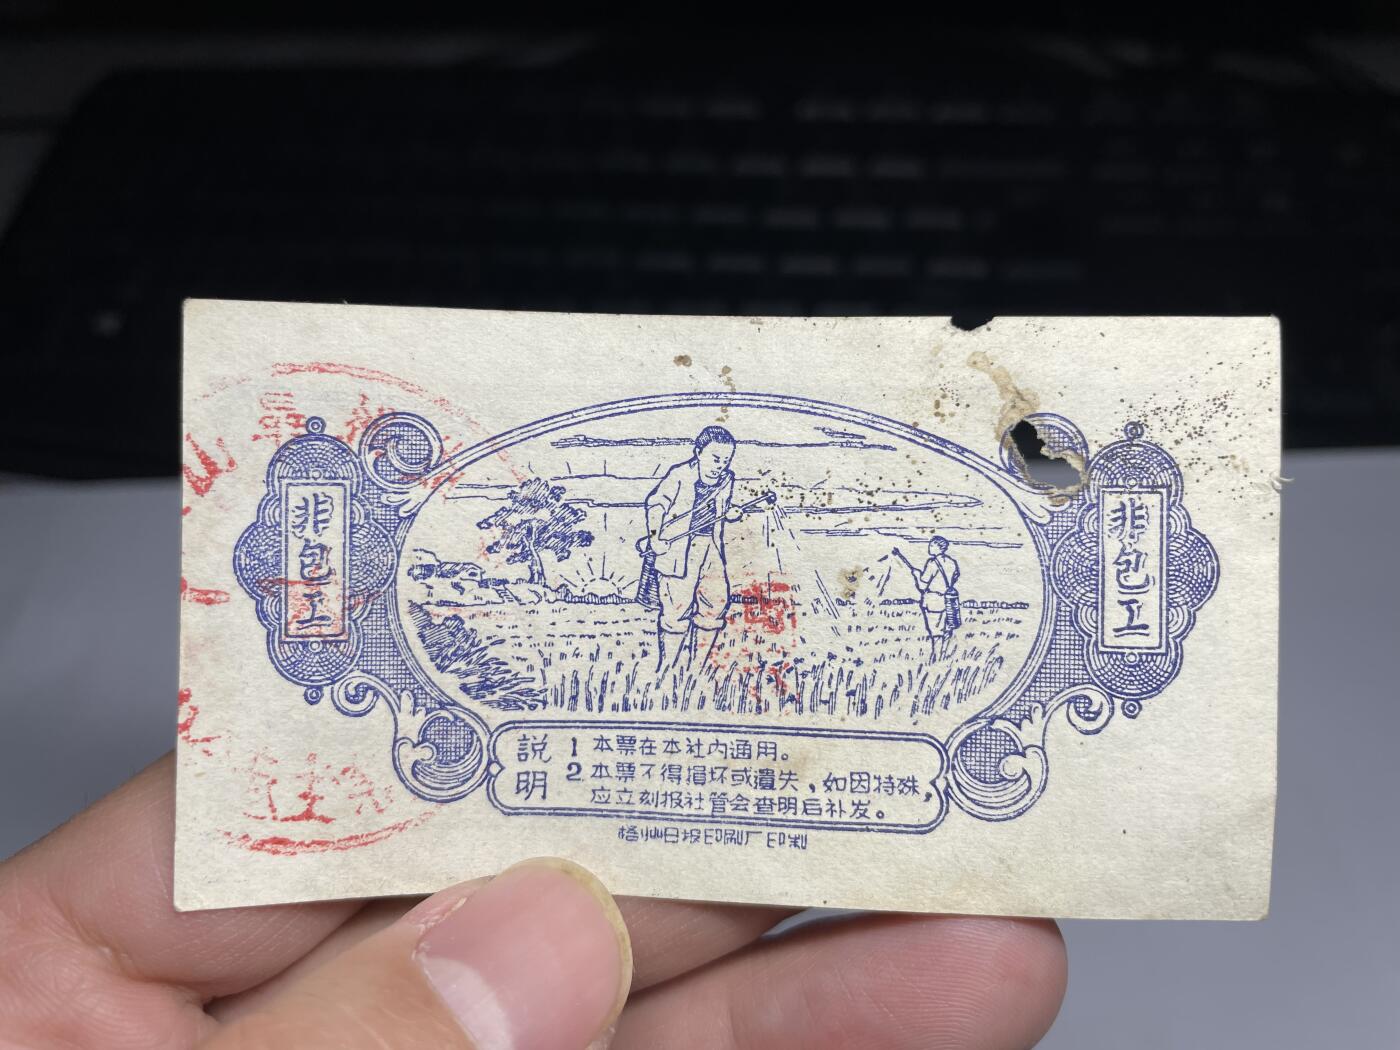 非包工
非包工
説明
1 本票在本社内通用。
2 本票不得損坏或遺失，如因特殊，
应立刻报社管会查明后补发。
梧州日报印刷厂印制